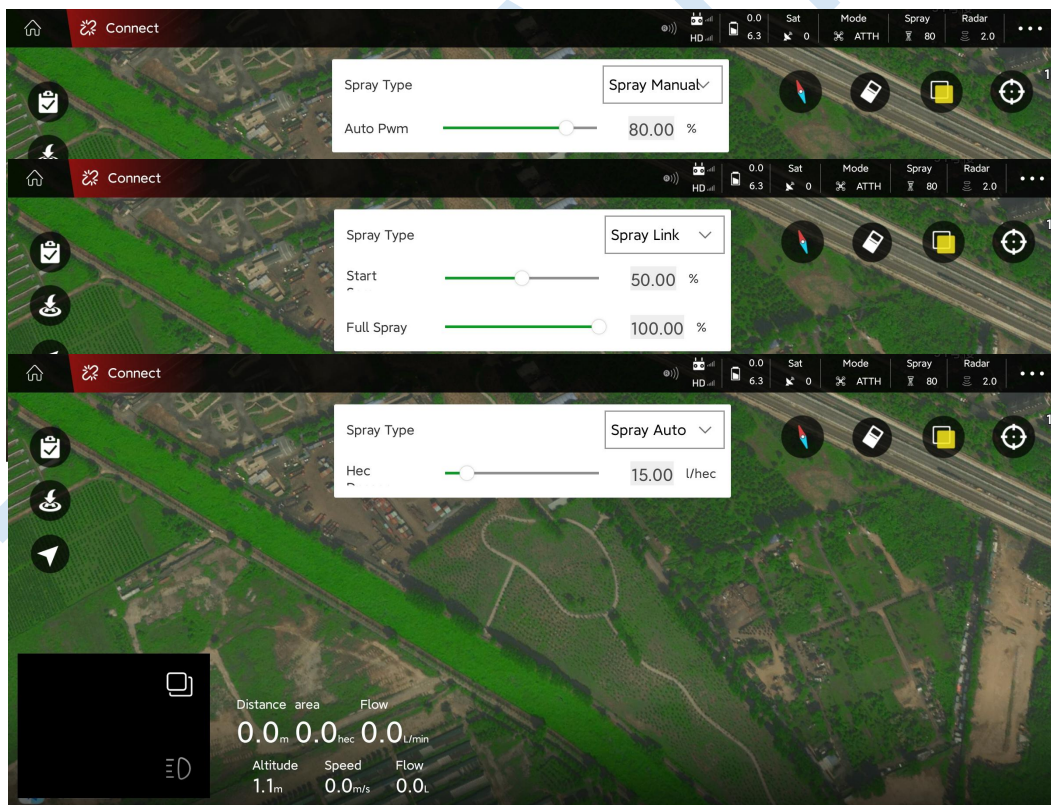 Connect
HD
0.0
6.3
Sat
0
Mode
ATTH
Spray
80
Radar
2.0
1
Spray Type
Spray Manual
Auto Pwm
80.00 %
Connect
HD
0.0
6.3
Sat
0
Mode
ATTH
Spray
80
Radar
2.0
1
Spray Type
Spray Link
Start
50.00 %
Full Spray
100.00 %
Connect
HD
0.0
6.3
Sat
0
Mode
ATTH
Spray
80
Radar
2.0
1
Spray Type
Spray Auto
Hec
15.00 l/hec
Distance area Flow
0.0m 0.0hec 0.0L/min
Altitude Speed Flow
1.1m 0.0m/s 0.0L